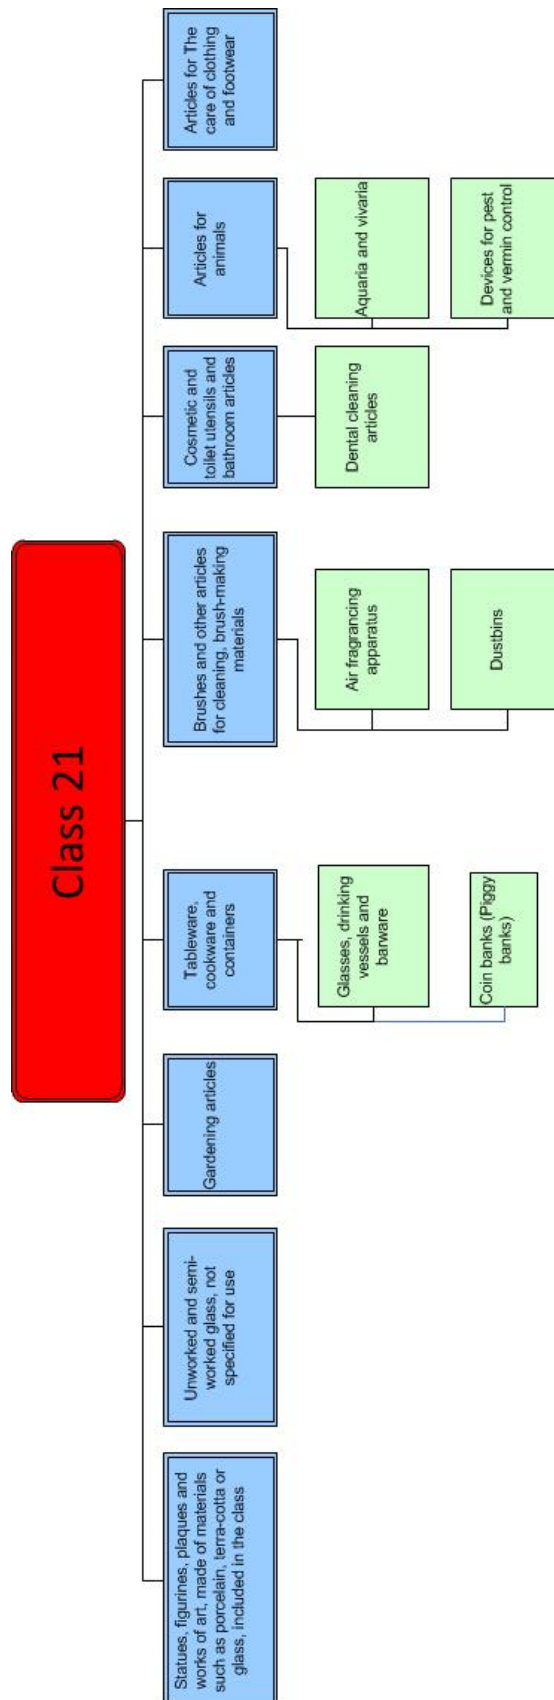 Class 21
Statues, figurines, plaques and
works of art, made of materials
such as porcelain, terra-cotta or
glass, included in the class
Unworked and semi-
worked glass, not
specified for use
Gardening articles
Tableware,
cookware and
containers
Brushes and other articles
for cleaning, brush-making
materials
Cosmetic and
toilet utensils and
bathroom articles
Articles for
animals
Articles for The
care of clothing
and footwear
Glasses, drinking
vessels and
barware
Air fragrancing
apparatus
Dental cleaning
articles
Aquaria and vivaria
Coin banks (Piggy
banks)
Dustbins
Devices for pest
and vermin control